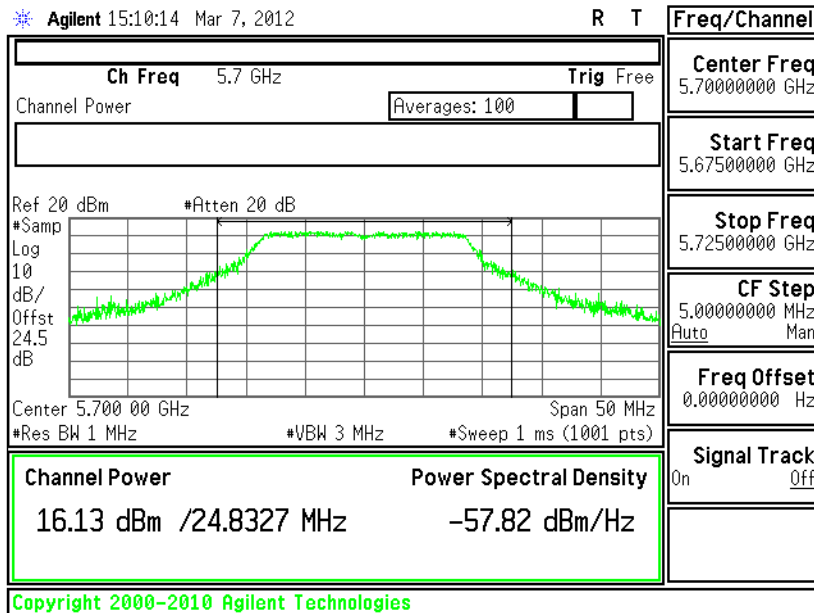 Agilent 15:10:14 Mar 7, 2012 R T
Freq/Channel
Ch Freq 5.7 GHz Trig Free
Channel Power Averages: 100
Center Freq
5.70000000 GHz
Start Freq
5.67500000 GHz
Stop Freq
5.72500000 GHz
CF Step
5.00000000 MHz
Auto Man
Freq Offset
0.00000000 Hz
Signal Track
On Off
Ref 20 dBm #Atten 20 dB
#Samp
Log
10
dB/
Offst
24.5
dB
Center 5.700 00 GHz Span 50 MHz
#Res BW 1 MHz #VBW 3 MHz #Sweep 1 ms (1001 pts)
Channel Power Power Spectral Density
16.13 dBm /24.8327 MHz -57.82 dBm/Hz
Copyright 2000-2010 Agilent Technologies